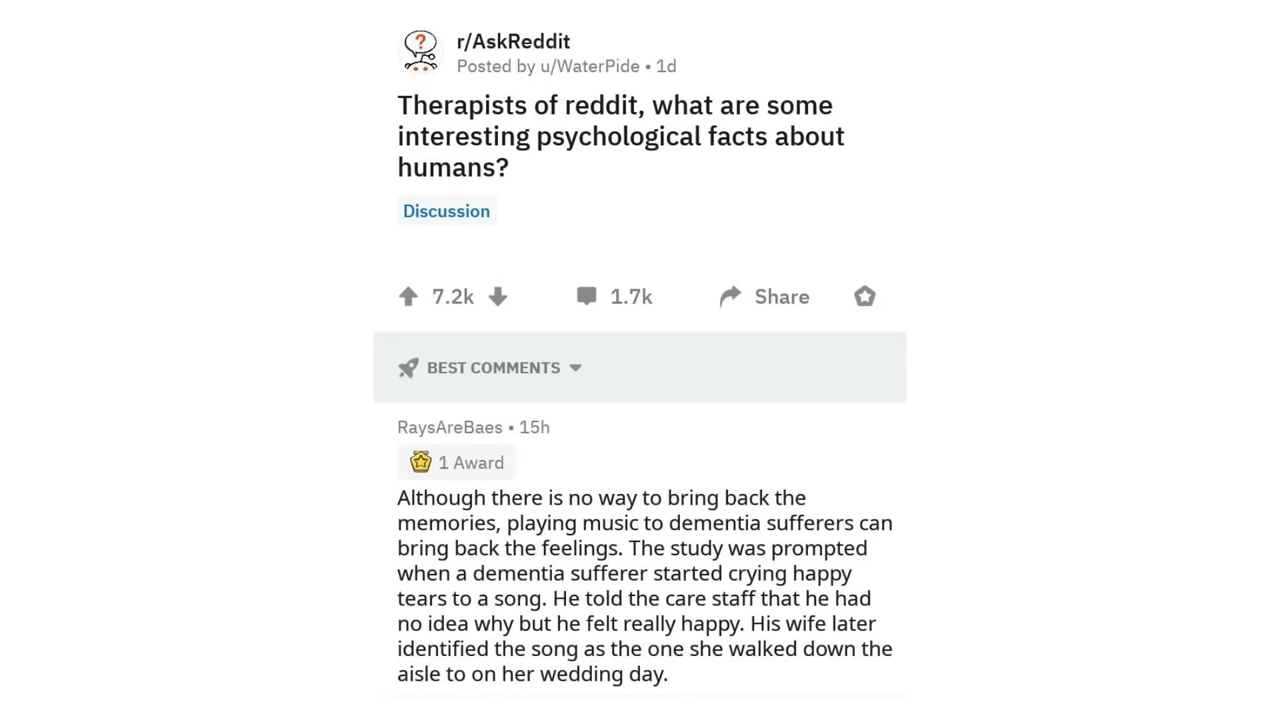 r/AskReddit
Posted by u/WaterPide • 1d
Therapists of reddit, what are some
interesting psychological facts about
humans?
Discussion
7.2k
1.7k
Share
BEST COMMENTS
RaysAreBaes • 15h
1 Award
Although there is no way to bring back the
memories, playing music to dementia sufferers can
bring back the feelings. The study was prompted
when a dementia sufferer started crying happy
tears to a song. He told the care staff that he had
no idea why but he felt really happy. His wife later
identified the song as the one she walked down the
aisle to on her wedding day.